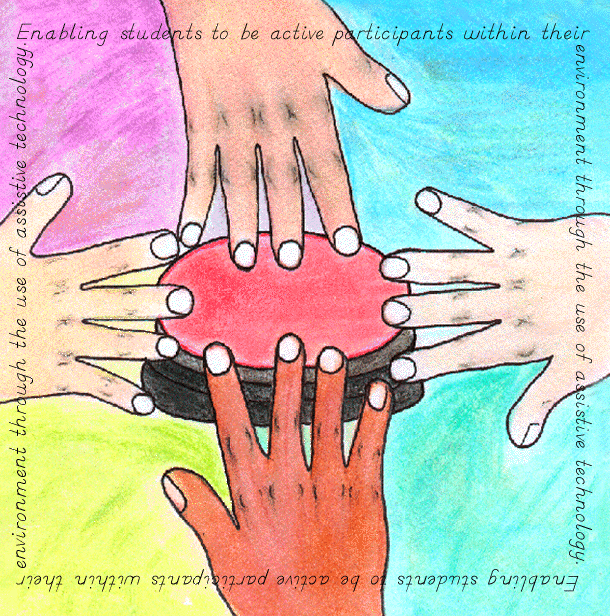 Enabling students to be active participants within their
environment through the use of assistive technology.
Enabling students to be active participants within their
environment through the use of assistive technology.